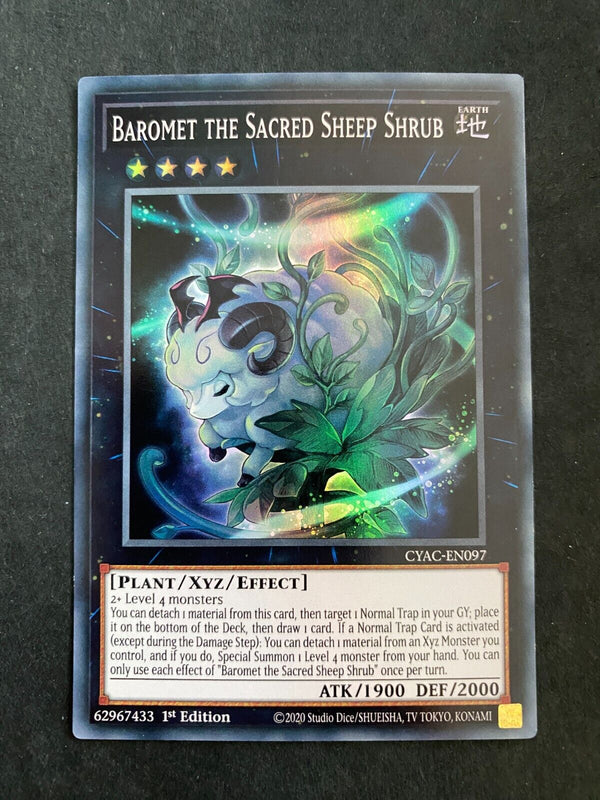 BAROMET THE SACRED SHEEP SHRUB
EARTH
地
CYAC-EN097
[PLANT/XYZ/EFFECT]
2+ Level 4 monsters
You can detach 1 material from this card, then target 1 Normal Trap in your GY; place
it on the bottom of the Deck, then draw 1 card. If a Normal Trap Card is activated
(except during the Damage Step): You can detach 1 material from an Xyz Monster you
control, and if you do, Special Summon 1 Level 4 monster from your hand. You can
only use each effect of "Baromet the Sacred Sheep Shrub" once per turn.
ATK/1900 DEF/2000
62967433 1st Edition ©2020 Studio Dice/SHUEISHA, TV TOKYO, KONAMI